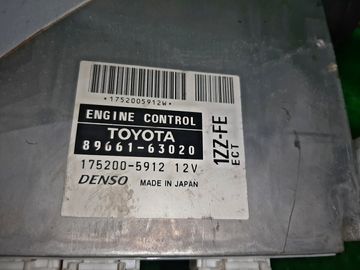 *1752005912W*
ENGINE CONTROL
TOYOTA
89661-63020
175200-5912 12V
DENSO MADE IN JAPAN
1ZZ-FE
ECT